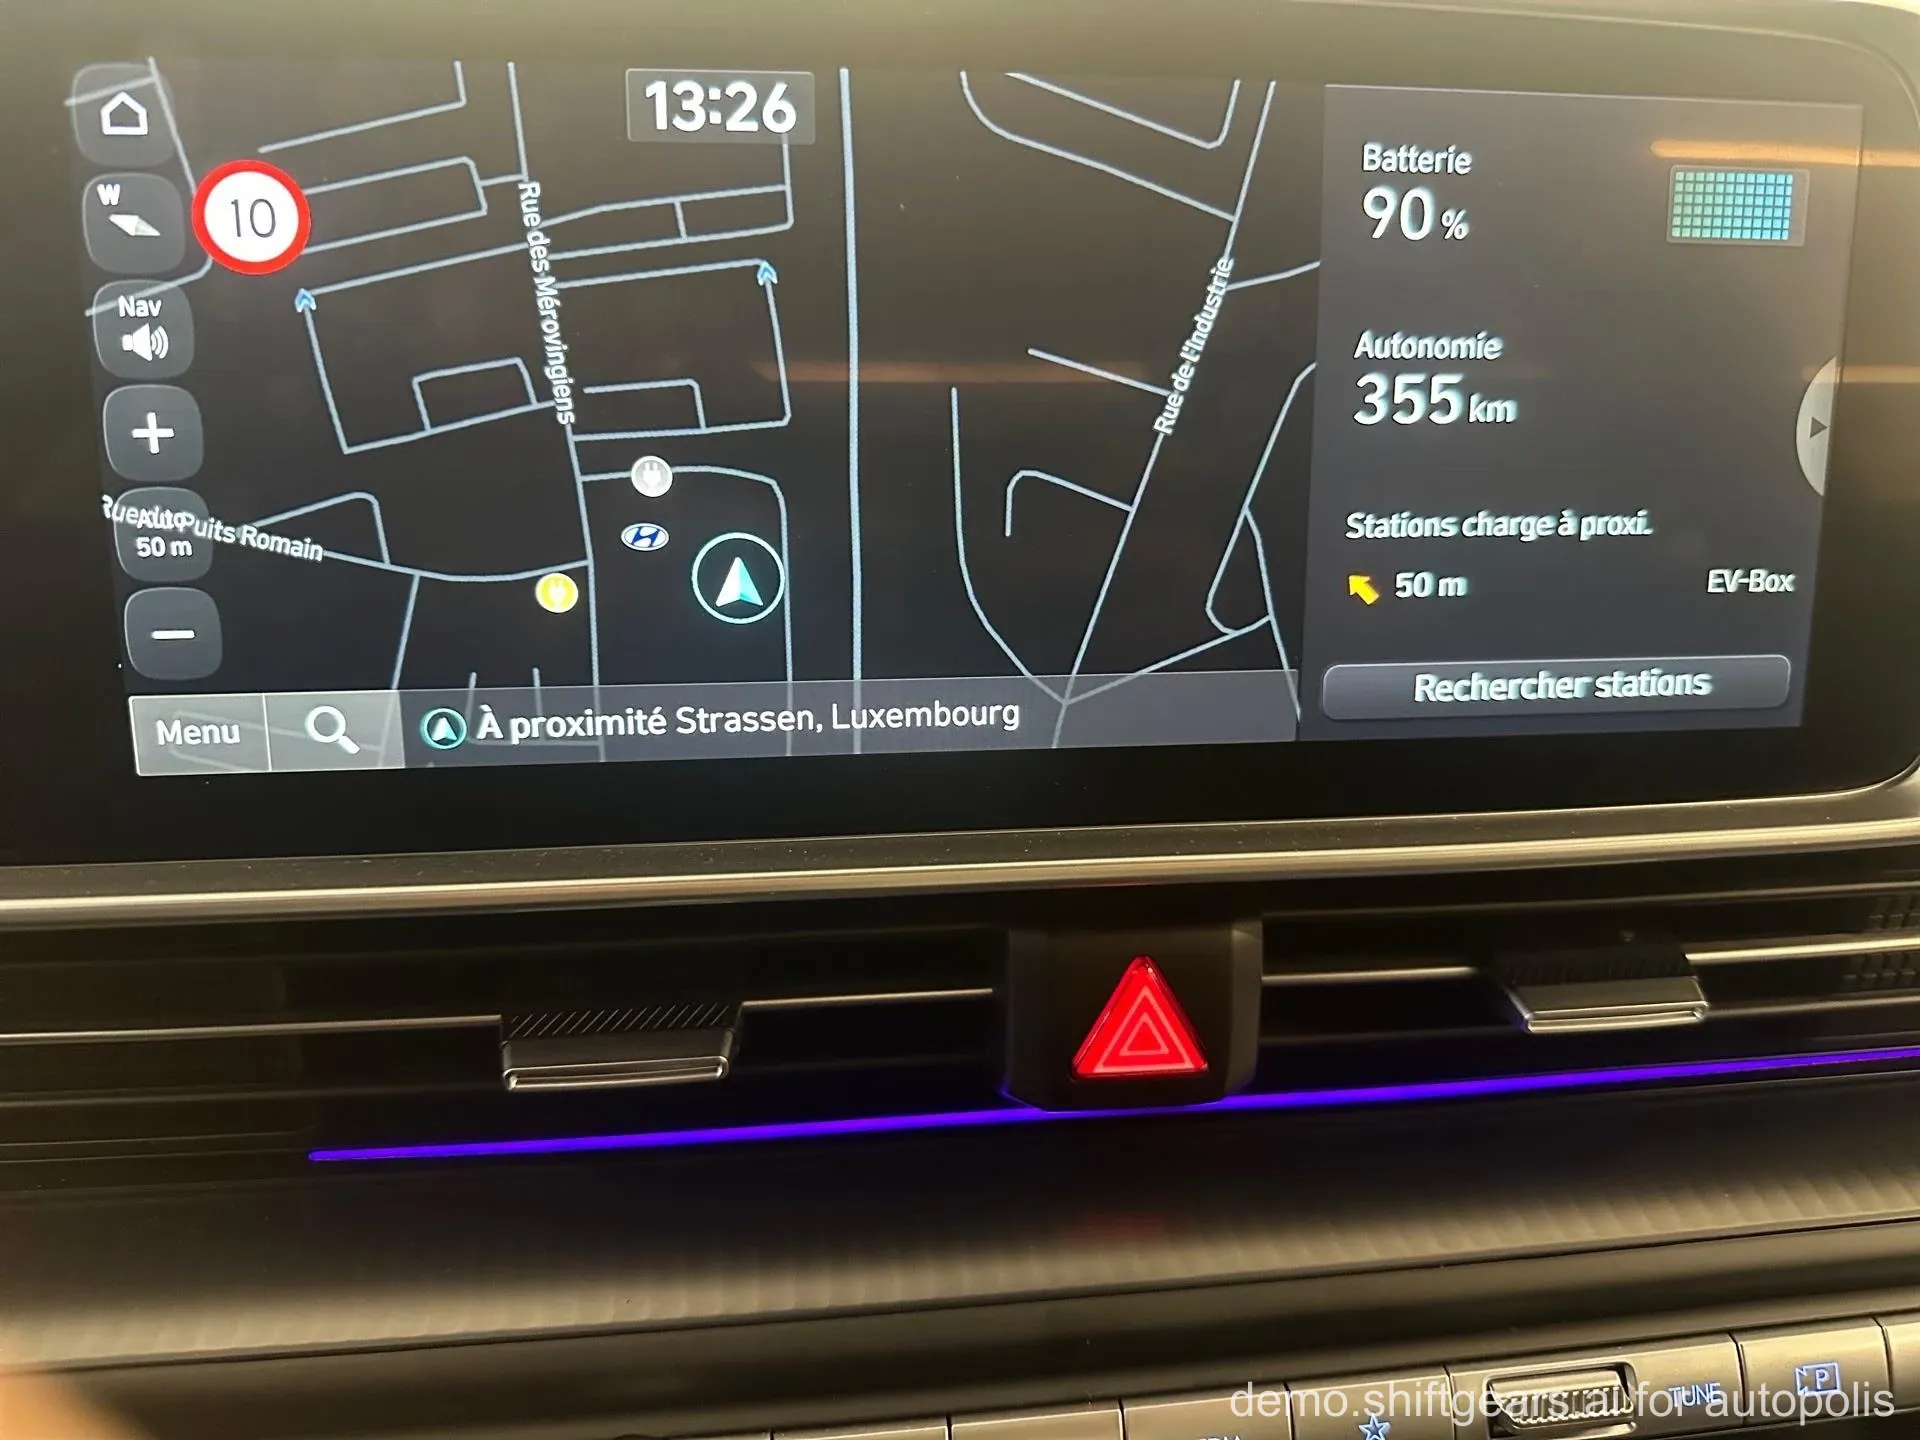 13:26
W
10
Nav
Rue des Mérovingiens
Rue de l'Industrie
Rue du Puits Romain
Auto
50 m
Menu
À proximité Strassen, Luxembourg
Batterie
90 %
Autonomie
355 km
Stations charge à proxi.
50 m EV-Box
Rechercher stations
TUNE
P
demo.shiftgears.ai for autopolis